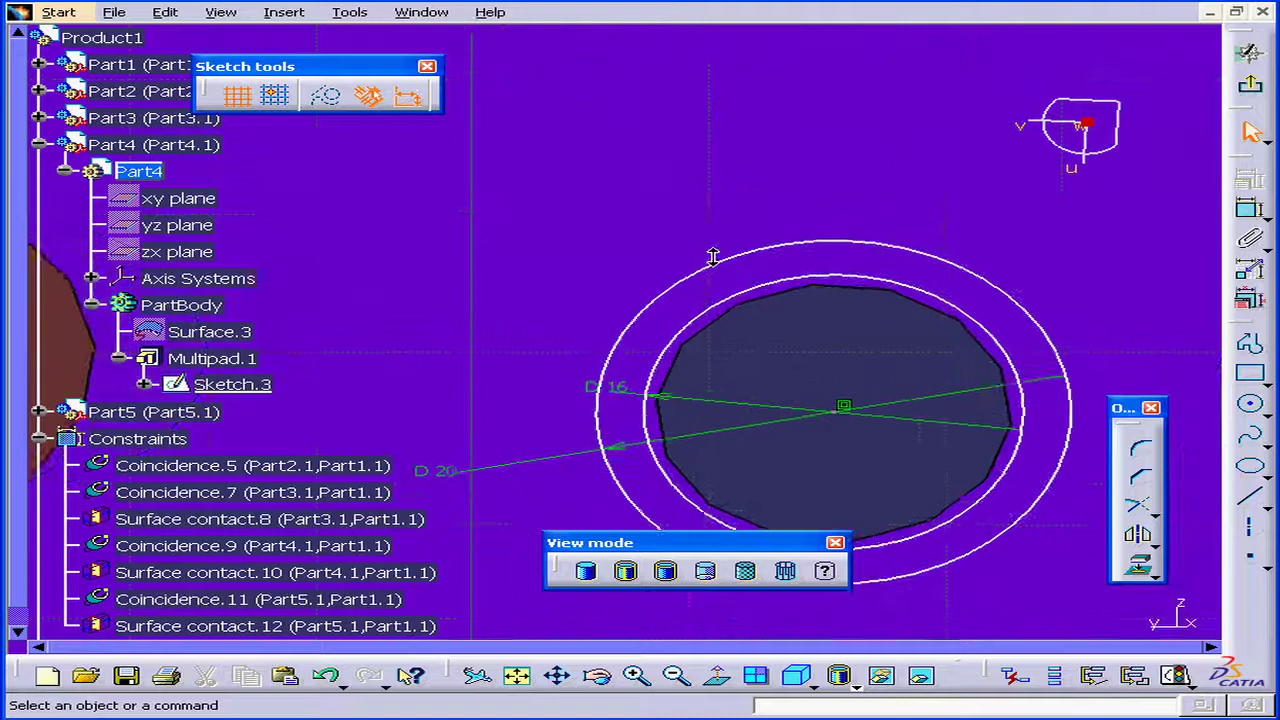 Start File Edit View Insert Tools Window Help
Product1
Sketch tools
Part1 (Part1
Part2 (Part2
Part3 (Part3.1)
Part4 (Part4.1)
Part4
xy plane
yz plane
zx plane
Axis Systems
PartBody
Surface.3
Multipad.1
Sketch.3
Part5 (Part5.1)
Constraints
Coincidence.5 (Part2.1,Part1.1)
Coincidence.7 (Part3.1,Part1.1)
Surface contact.8 (Part3.1,Part1.1)
Coincidence.9 (Part4.1,Part1.1)
Surface contact.10 (Part4.1,Part1.1)
Coincidence.11 (Part5.1,Part1.1)
Surface contact.12 (Part5.1,Part1.1)
v
w
u
D 16
D 20
O...
View mode
z
y x
CATIA
Select an object or a command